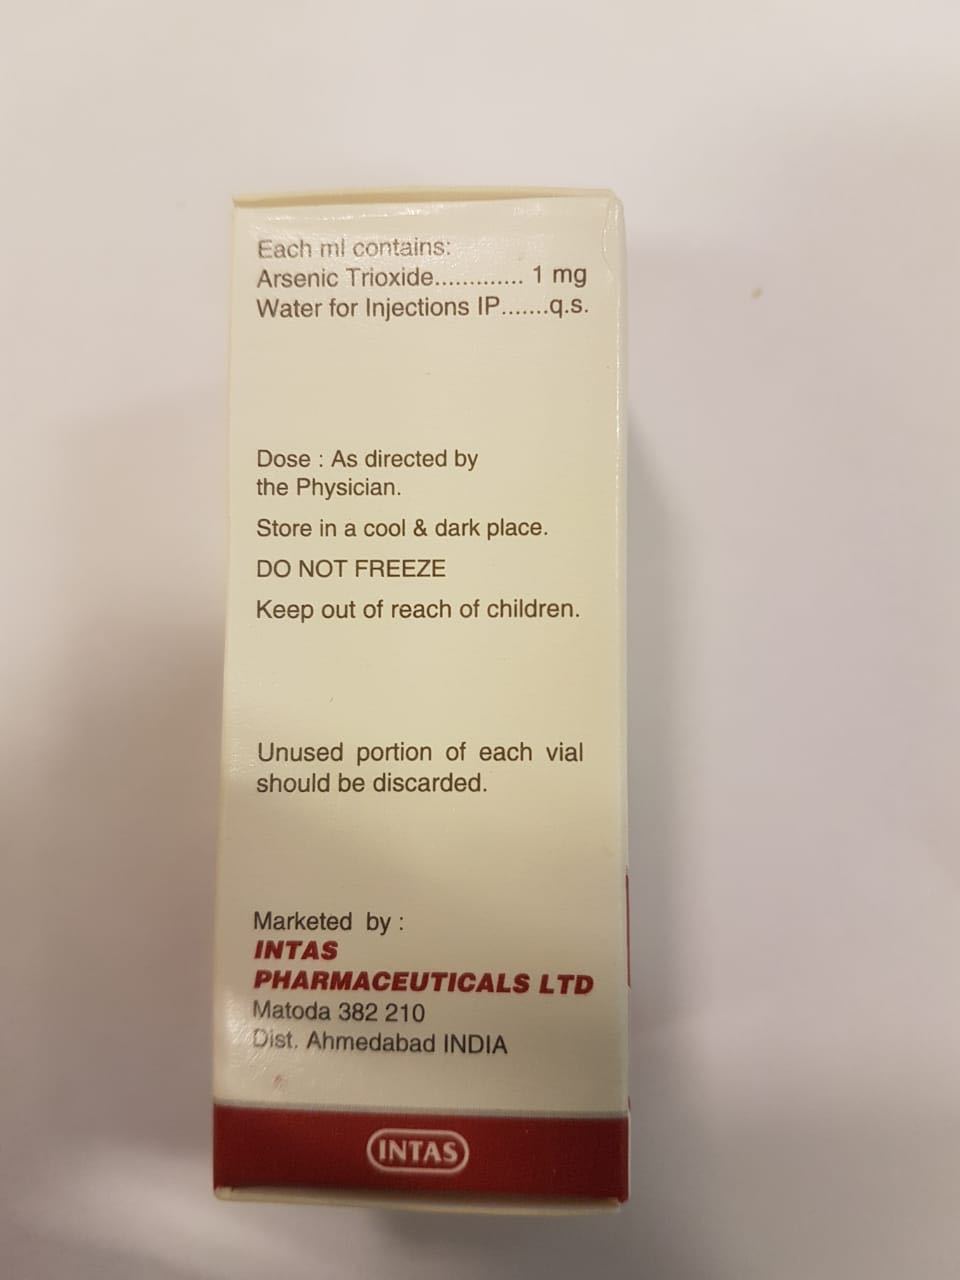 Each ml contains:
Arsenic Trioxide............. 1 mg
Water for Injections IP.......q.s.
Dose : As directed by
the Physician.
Store in a cool & dark place.
DO NOT FREEZE
Keep out of reach of children.
Unused portion of each vial
should be discarded.
Marketed by :
INTAS
PHARMACEUTICALS LTD
Matoda 382 210
Dist. Ahmedabad INDIA
INTAS